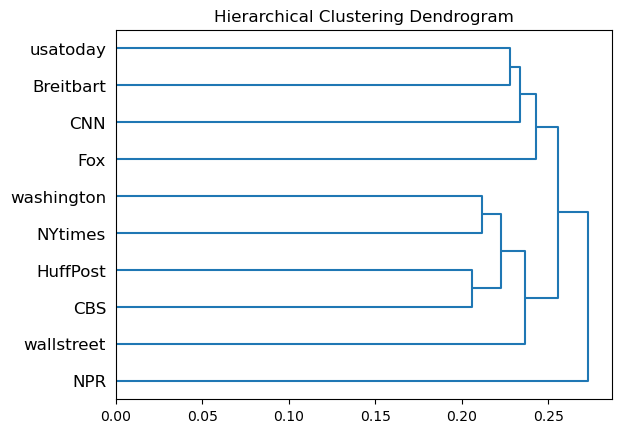 Hierarchical Clustering Dendrogram
usatoday
Breitbart
CNN
Fox
washington
NYtimes
HuffPost
CBS
wallstreet
NPR
0.00 0.05 0.10 0.15 0.20 0.25